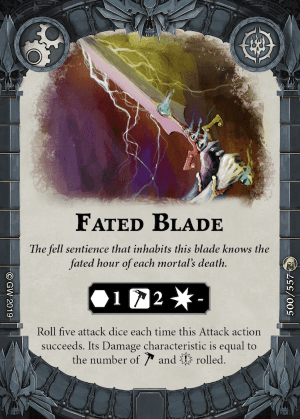 FATED BLADE
The fell sentience that inhabits this blade knows the
fated hour of each mortal's death.
1 2 -
Roll five attack dice each time this Attack action
succeeds. Its Damage characteristic is equal to
the number of and rolled.
© GW 2019
500/557